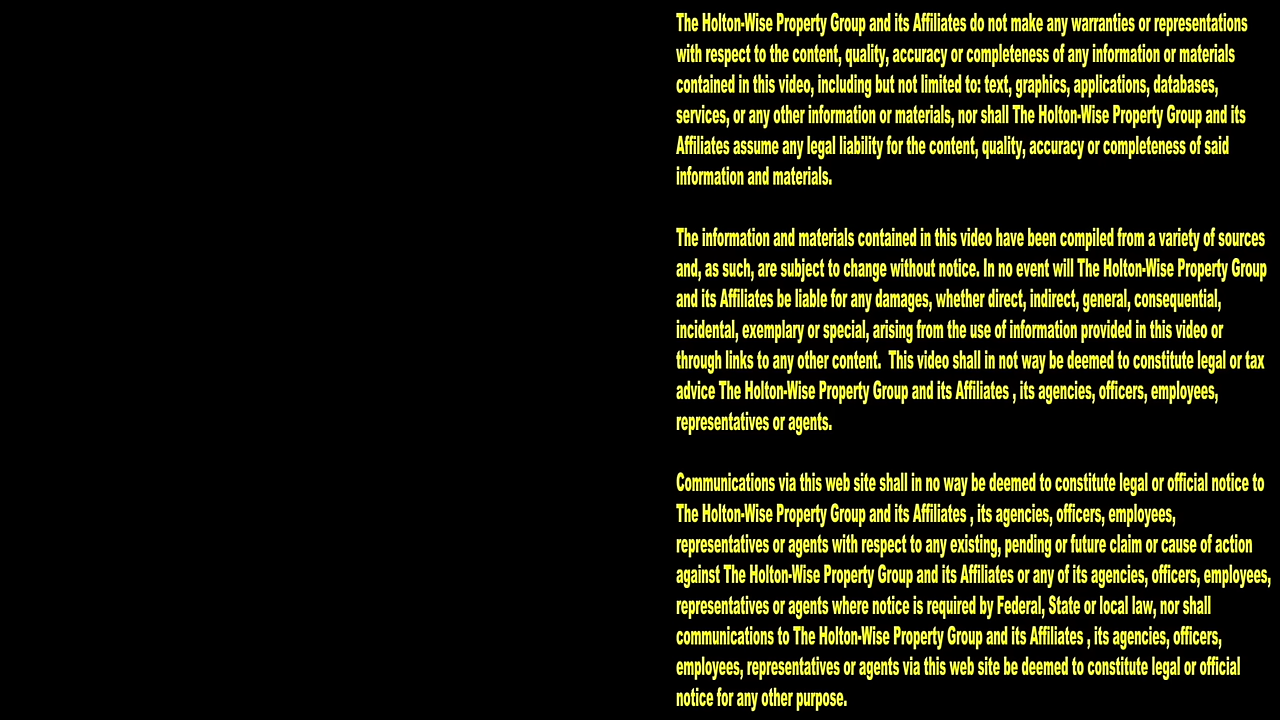 The Holton-Wise Property Group and its Affiliates do not make any warranties or representations
with respect to the content, quality, accuracy or completeness of any information or materials
contained in this video, including but not limited to: text, graphics, applications, databases,
services, or any other information or materials, nor shall The Holton-Wise Property Group and its
Affiliates assume any legal liability for the content, quality, accuracy or completeness of said
information and materials.
The information and materials contained in this video have been compiled from a variety of sources
and, as such, are subject to change without notice. In no event will The Holton-Wise Property Group
and its Affiliates be liable for any damages, whether direct, indirect, general, consequential,
incidental, exemplary or special, arising from the use of information provided in this video or
through links to any other content.  This video shall in not way be deemed to constitute legal or tax
advice The Holton-Wise Property Group and its Affiliates , its agencies, officers, employees,
representatives or agents.
Communications via this web site shall in no way be deemed to constitute legal or official notice to
The Holton-Wise Property Group and its Affiliates , its agencies, officers, employees,
representatives or agents with respect to any existing, pending or future claim or cause of action
against The Holton-Wise Property Group and its Affiliates or any of its agencies, officers, employees,
representatives or agents where notice is required by Federal, State or local law, nor shall
communications to The Holton-Wise Property Group and its Affiliates , its agencies, officers,
employees, representatives or agents via this web site be deemed to constitute legal or official
notice for any other purpose.